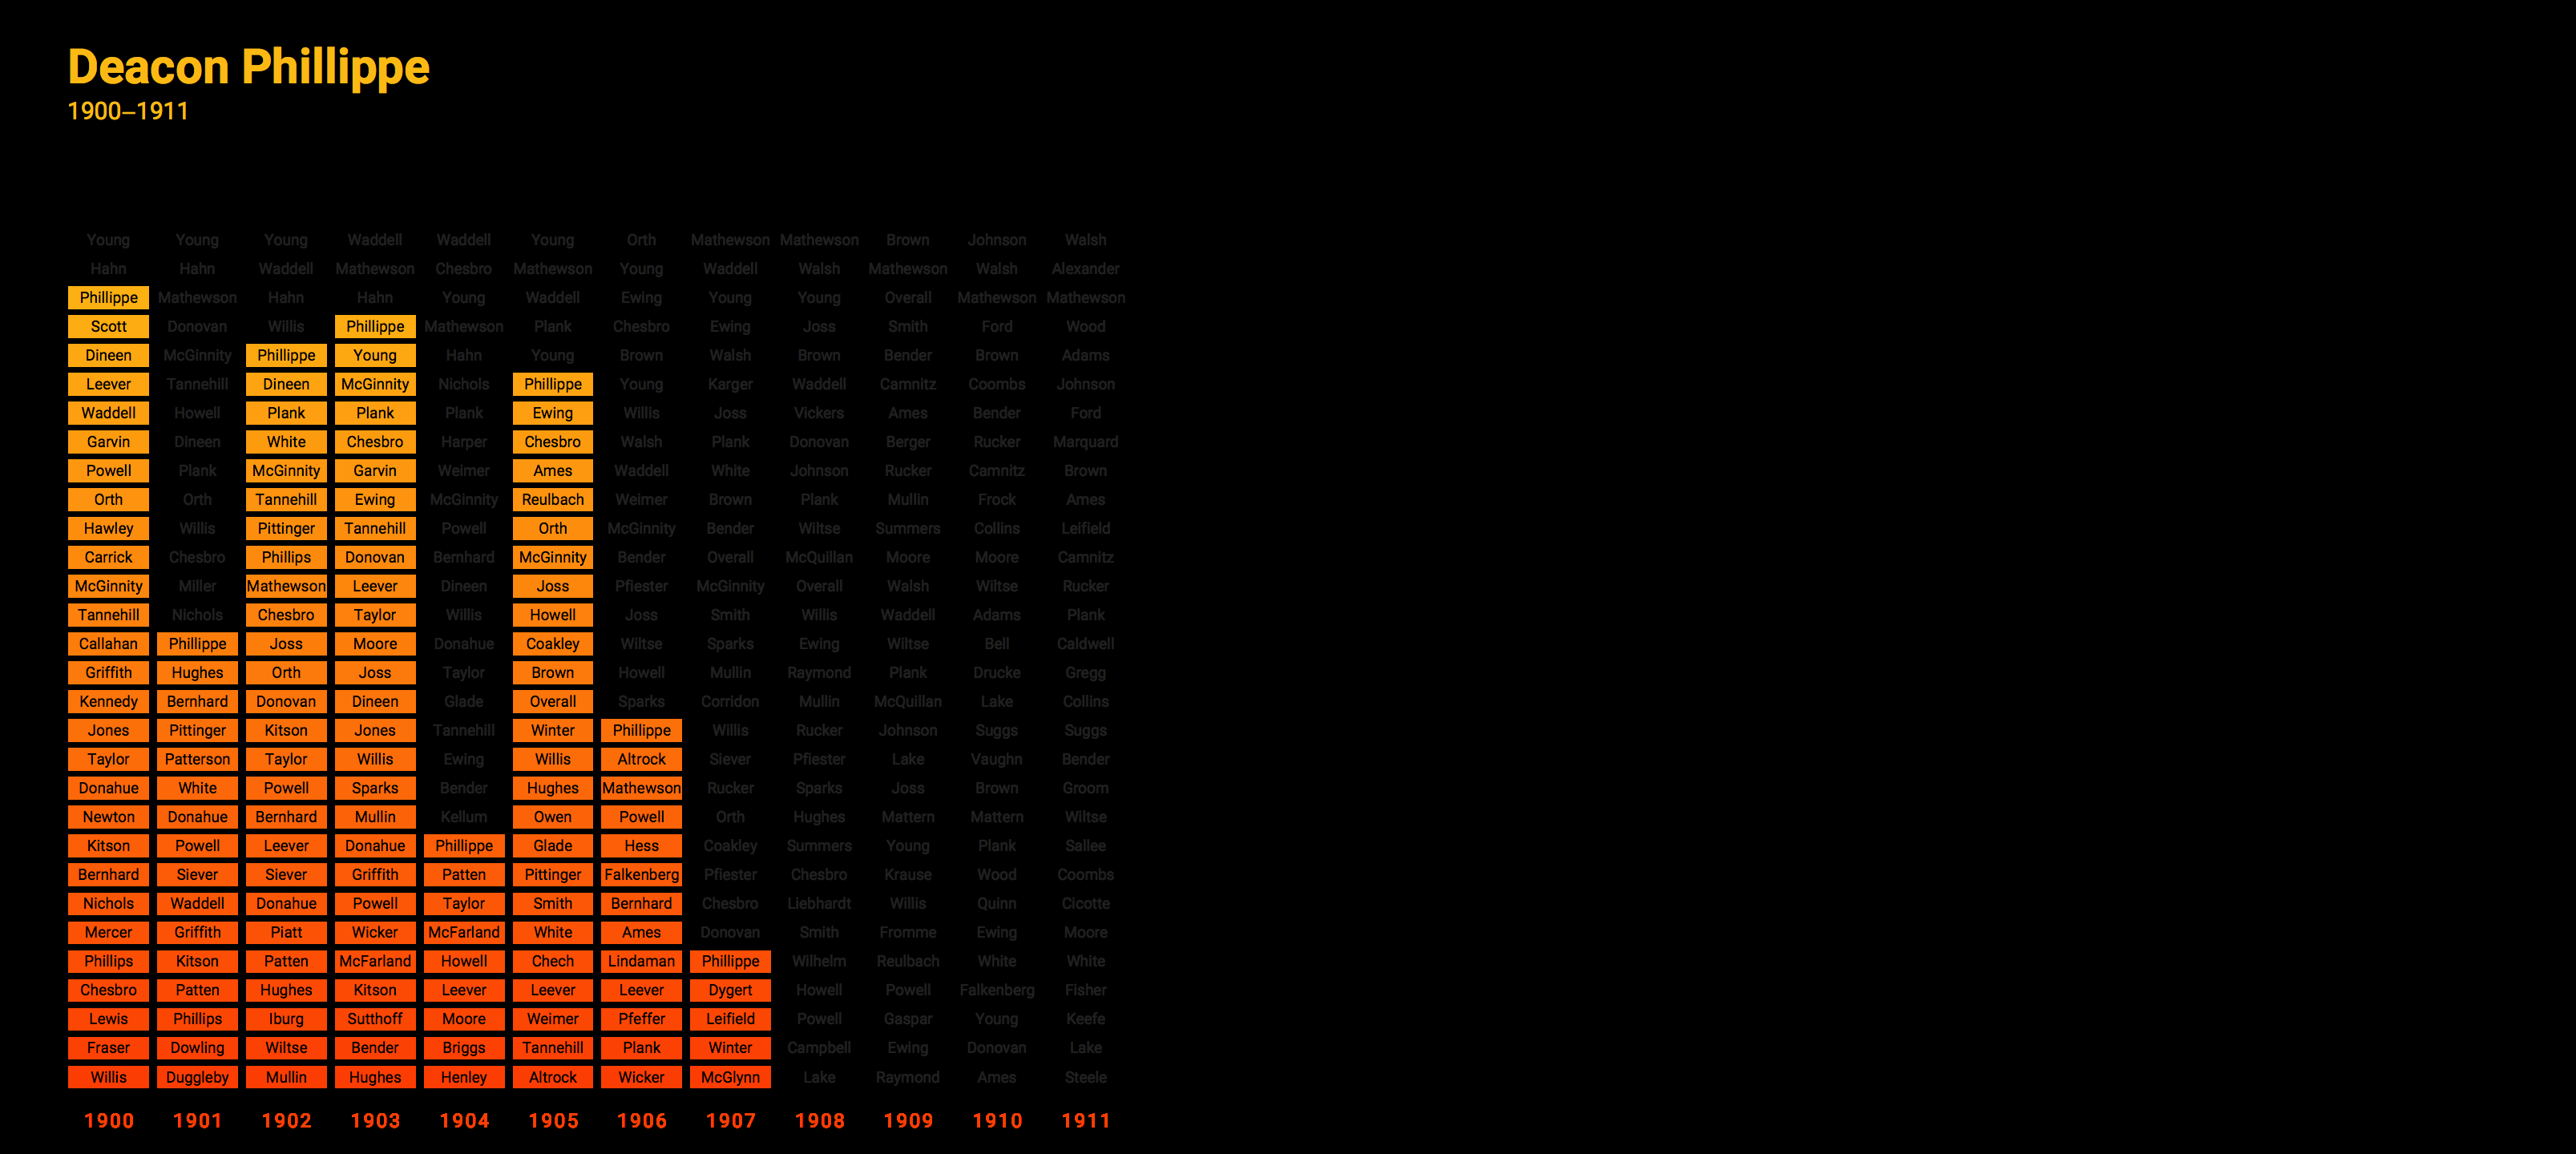 Deacon Phillippe
1900–1911
Young Young Young Waddell Waddell Young Orth Mathewson Mathewson Brown Johnson Walsh
Hahn Hahn Waddell Mathewson Chesbro Mathewson Young Waddell Walsh Mathewson Walsh Alexander
Phillippe Mathewson Hahn Hahn Young Waddell Ewing Young Young Overall Mathewson Mathewson
Scott Donovan Willis Phillippe Mathewson Plank Chesbro Ewing Joss Smith Ford Wood
Dineen McGinnity Phillippe Young Hahn Young Brown Walsh Brown Bender Brown Adams
Leever Tannehill Dineen McGinnity Nichols Phillippe Young Karger Waddell Camnitz Coombs Johnson
Waddell Howell Plank Plank Plank Ewing Willis Joss Vickers Ames Bender Ford
Garvin Dineen White Chesbro Harper Chesbro Walsh Plank Donovan Berger Rucker Marquard
Powell Plank McGinnity Garvin Weimer Ames Waddell White Johnson Rucker Camnitz Brown
Orth Orth Tannehill Ewing McGinnity Reulbach Weimer Brown Plank Mullin Frock Ames
Hawley Willis Pittinger Tannehill Powell Orth McGinnity Bender Wiltse Summers Collins Leifield
Carrick Chesbro Phillips Donovan Bernhard McGinnity Bender Overall McQuillan Moore Moore Camnitz
McGinnity Miller Mathewson Leever Dineen Joss Pfiester McGinnity Overall Walsh Wiltse Rucker
Tannehill Nichols Chesbro Taylor Willis Howell Joss Smith Willis Waddell Adams Plank
Callahan Phillippe Joss Moore Donahue Coakley Wiltse Sparks Ewing Wiltse Bell Caldwell
Griffith Hughes Orth Joss Taylor Brown Howell Mullin Raymond Plank Drucke Gregg
Kennedy Bernhard Donovan Dineen Glade Overall Sparks Corridon Mullin McQuillan Lake Collins
Jones Pittinger Kitson Jones Tannehill Winter Phillippe Willis Rucker Johnson Suggs Suggs
Taylor Patterson Taylor Willis Ewing Willis Altrock Siever Pfiester Lake Vaughn Bender
Donahue White Powell Sparks Bender Hughes Mathewson Rucker Sparks Joss Brown Groom
Newton Donahue Bernhard Mullin Kellum Owen Powell Orth Hughes Mattern Mattern Wiltse
Kitson Powell Leever Donahue Phillippe Glade Hess Coakley Summers Young Plank Sallee
Bernhard Siever Siever Griffith Patten Pittinger Falkenberg Pfiester Chesbro Krause Wood Coombs
Nichols Waddell Donahue Powell Taylor Smith Bernhard Chesbro Liebhardt Willis Quinn Cicotte
Mercer Griffith Piatt Wicker McFarland White Ames Donovan Smith Fromme Ewing Moore
Phillips Kitson Patten McFarland Howell Chech Lindaman Phillippe Wilhelm Reulbach White White
Chesbro Patten Hughes Kitson Leever Leever Leever Dygert Howell Powell Falkenberg Fisher
Lewis Phillips Iburg Sutthoff Moore Weimer Pfeffer Leifield Powell Gaspar Young Keefe
Fraser Dowling Wiltse Bender Briggs Tannehill Plank Winter Campbell Ewing Donovan Lake
Willis Duggleby Mullin Hughes Henley Altrock Wicker McGlynn Lake Raymond Ames Steele
1900 1901 1902 1903 1904 1905 1906 1907 1908 1909 1910 1911